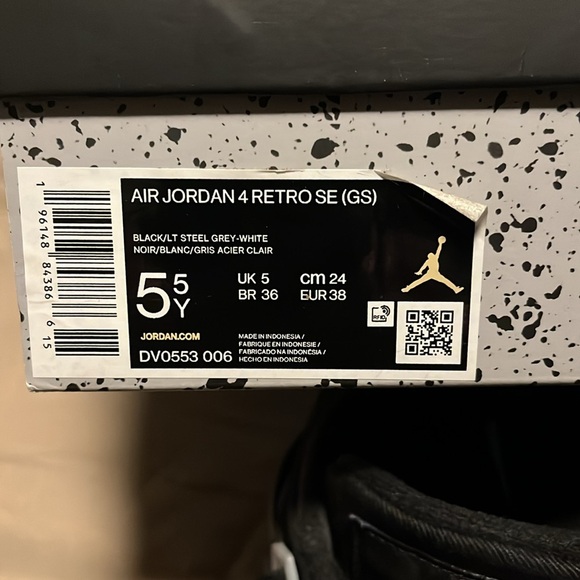 AIR JORDAN 4 RETRO SE (GS)
BLACK/LT STEEL GREY-WHITE
NOIR/BLANC/GRIS ACIER CLAIR
5 5 Y
UK 5 cm 24
BR 36 EUR 38
RFID
JORDAN.COM
DV0553 006
MADE IN INDONESIA /
FABRIQUE EN INDONESIE /
FABRICADO NA INDONÉSIA /
HECHO EN INDONESIA
1 96148 84386 6 15